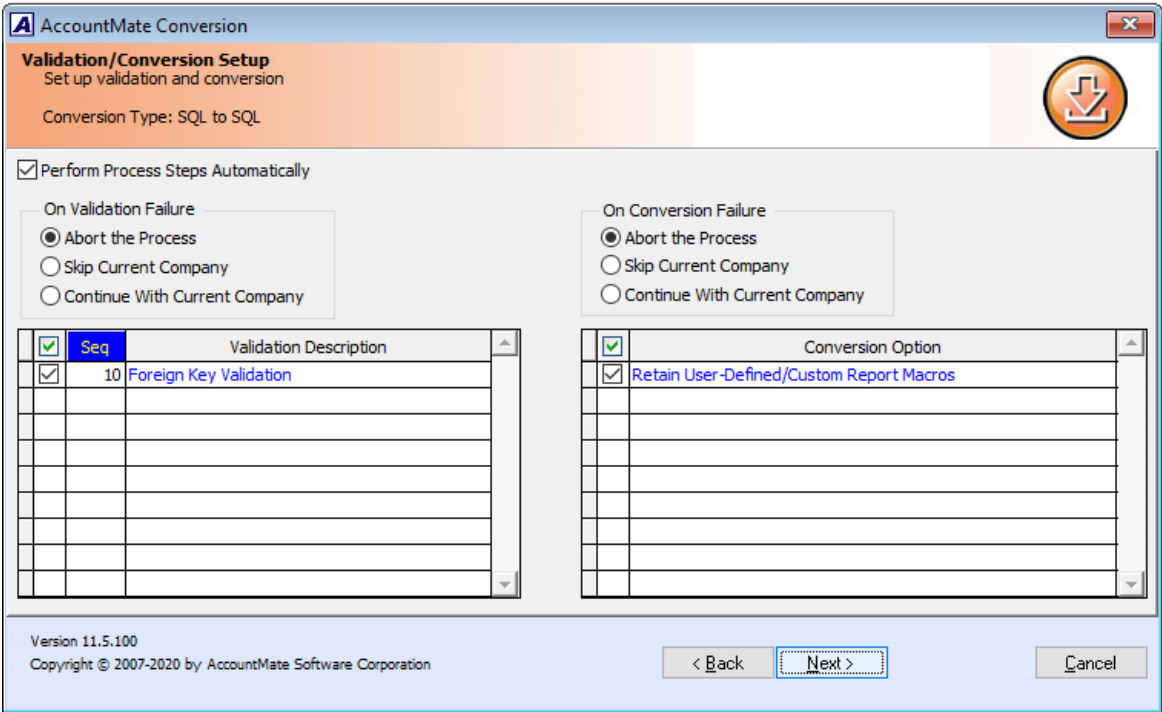 AccountMate Conversion
Validation/Conversion Setup
Set up validation and conversion
Conversion Type: SQL to SQL
Perform Process Steps Automatically
On Validation Failure
Abort the Process
Skip Current Company
Continue With Current Company
On Conversion Failure
Abort the Process
Skip Current Company
Continue With Current Company
Seq Validation Description
10 Foreign Key Validation
Conversion Option
Retain User-Defined/Custom Report Macros
Version 11.5.100
Copyright © 2007-2020 by AccountMate Software Corporation
< Back Next > Cancel